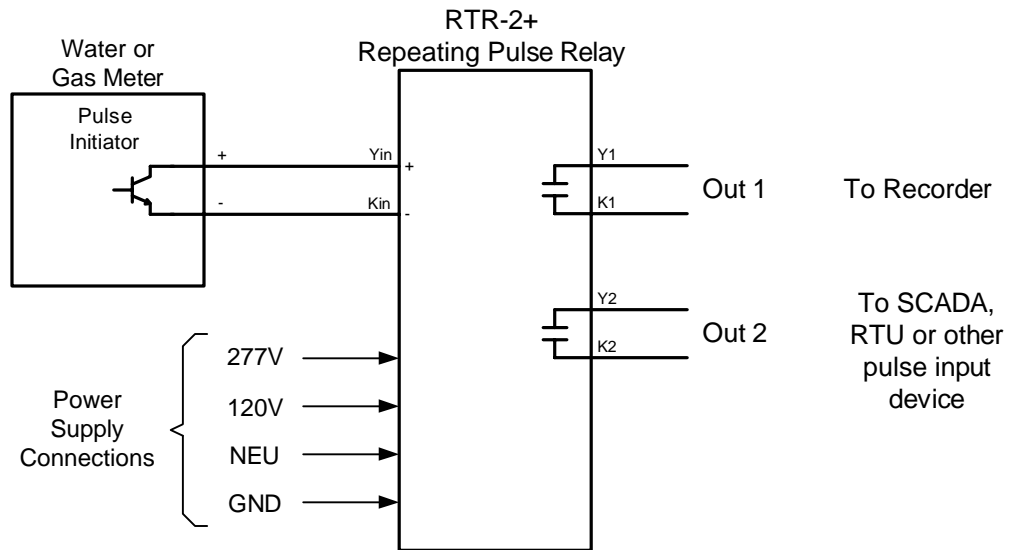 RTR-2+
Repeating Pulse Relay
Water or
Gas Meter
Pulse
Initiator
+
-
Yin
+
Kin
-
Y1
K1
Out 1
To Recorder
Y2
K2
Out 2
To SCADA,
RTU or other
pulse input
device
Power
Supply
Connections
277V
120V
NEU
GND